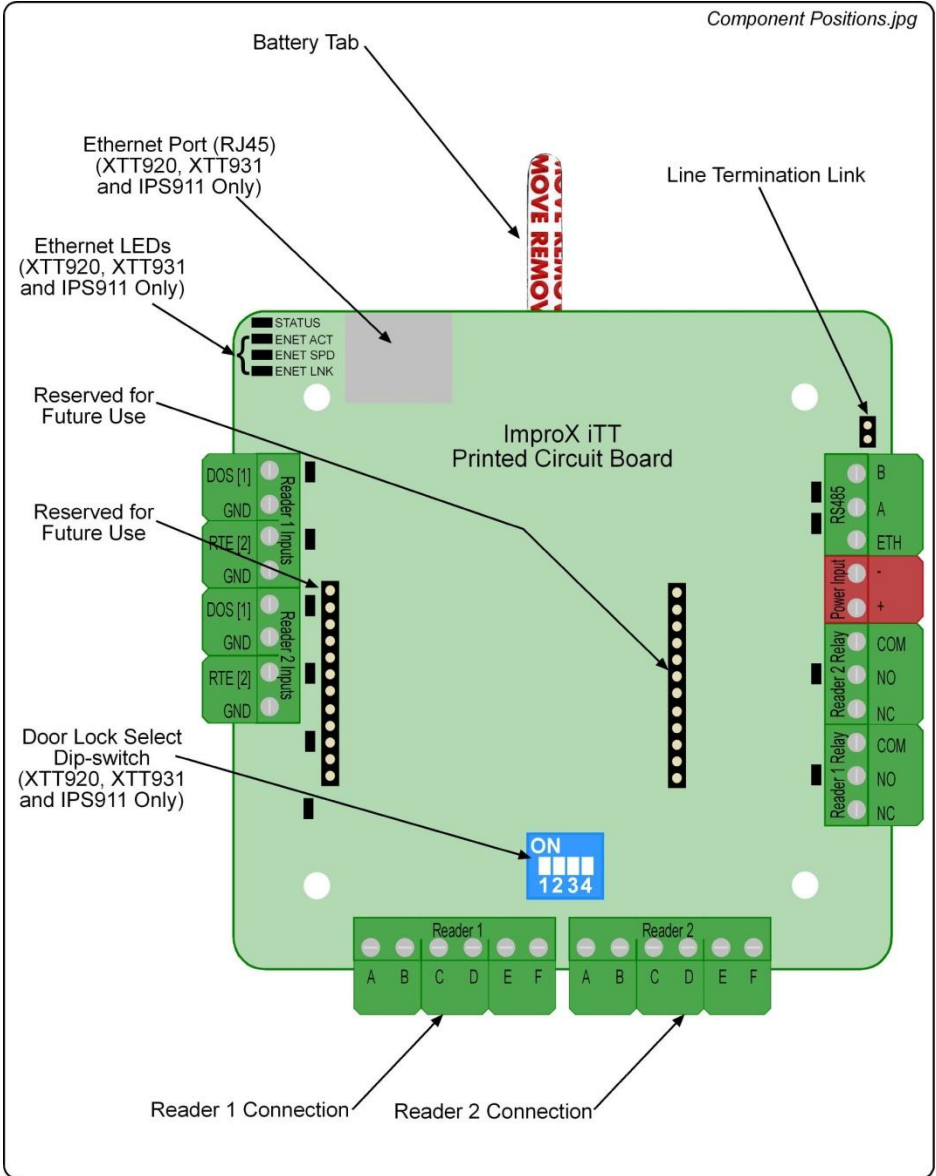 Component Positions.jpg
Battery Tab
Ethernet Port (RJ45)
(XTT920, XTT931
and IPS911 Only)
Line Termination Link
MOVE REMOV
MOVE REMOV
Ethernet LEDs
(XTT920, XTT931
and IPS911 Only)
STATUS
ENET ACT
ENET SPD
ENET LNK
Reserved for
Future Use
ImproX iTT
Printed Circuit Board
Reserved for
Future Use
DOS [1]
GND
RTE [2]
GND
Reader 1 Inputs
DOS [1]
GND
RTE [2]
GND
Reader 2 Inputs
RS485
B
A
ETH
Power Input
-
+
Reader 2 Relay
COM
NO
NC
Reader 1 Relay
COM
NO
NC
Door Lock Select
Dip-switch
(XTT920, XTT931
and IPS911 Only)
ON
1234
Reader 1
A B C D E F
Reader 2
A B C D E F
Reader 1 Connection
Reader 2 Connection